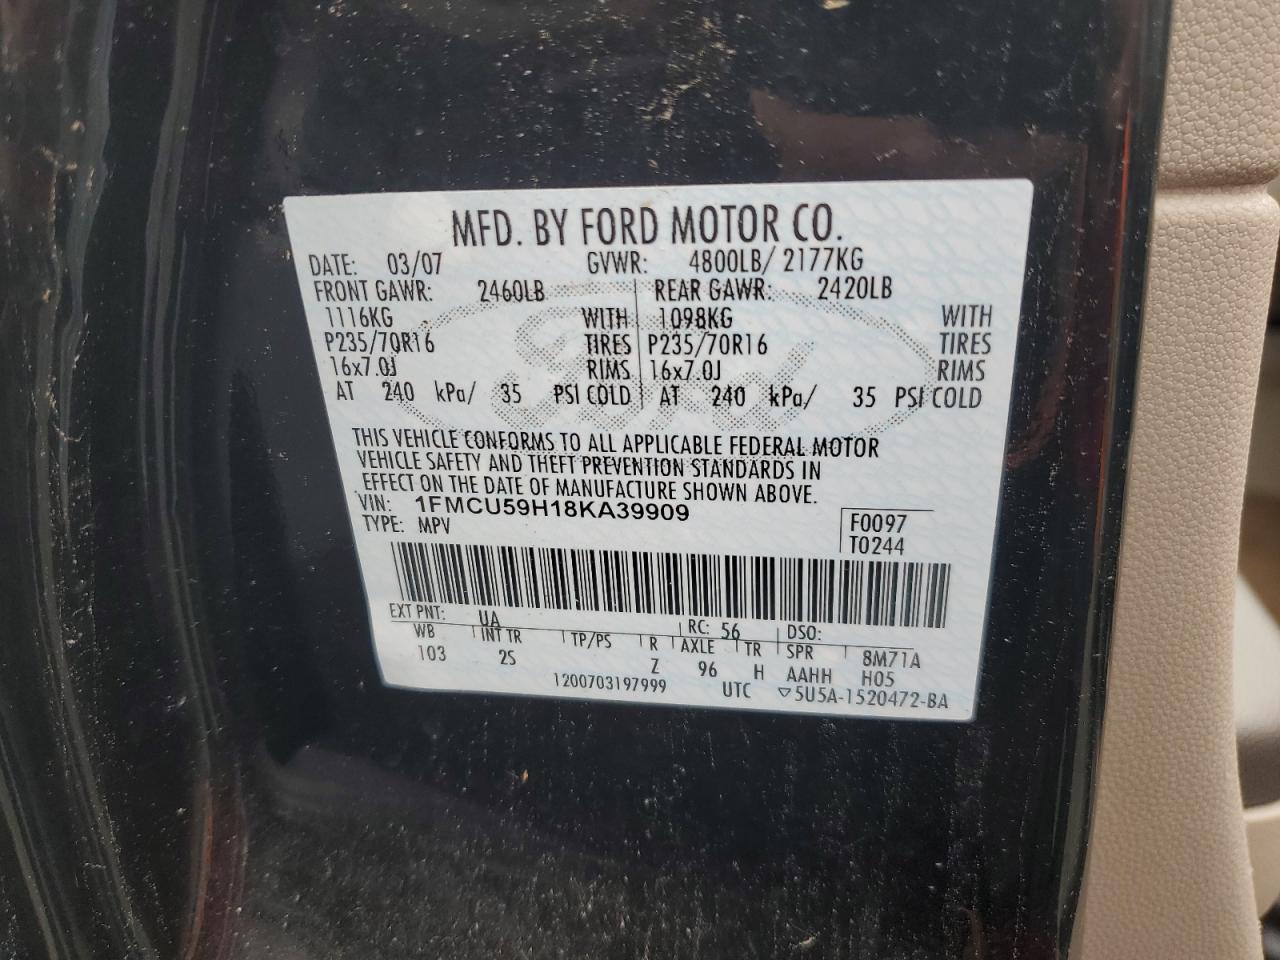 MFD. BY FORD MOTOR CO.
DATE: 03/07 GVWR: 4800LB/ 2177KG
FRONT GAWR: 2460LB REAR GAWR: 2420LB
1116KG WITH 1098KG WITH
P235/70R16 TIRES P235/70R16 TIRES
16x7.0J RIMS 16x7.0J RIMS
AT 240 kPa/ 35 PSI COLD AT 240 kPa/ 35 PSI COLD
THIS VEHICLE CONFORMS TO ALL APPLICABLE FEDERAL MOTOR
VEHICLE SAFETY AND THEFT PREVENTION STANDARDS IN
EFFECT ON THE DATE OF MANUFACTURE SHOWN ABOVE.
VIN: 1FMCU59H18KA39909 F0097
TYPE: MPV T0244
EXT PNT: UA RC: 56 DSO:
WB INT TR TP/PS R AXLE TR SPR 8M71A
103 2S Z 96 H AAHH H05
1200703197999 UTC ▽5U5A-1520472-BA